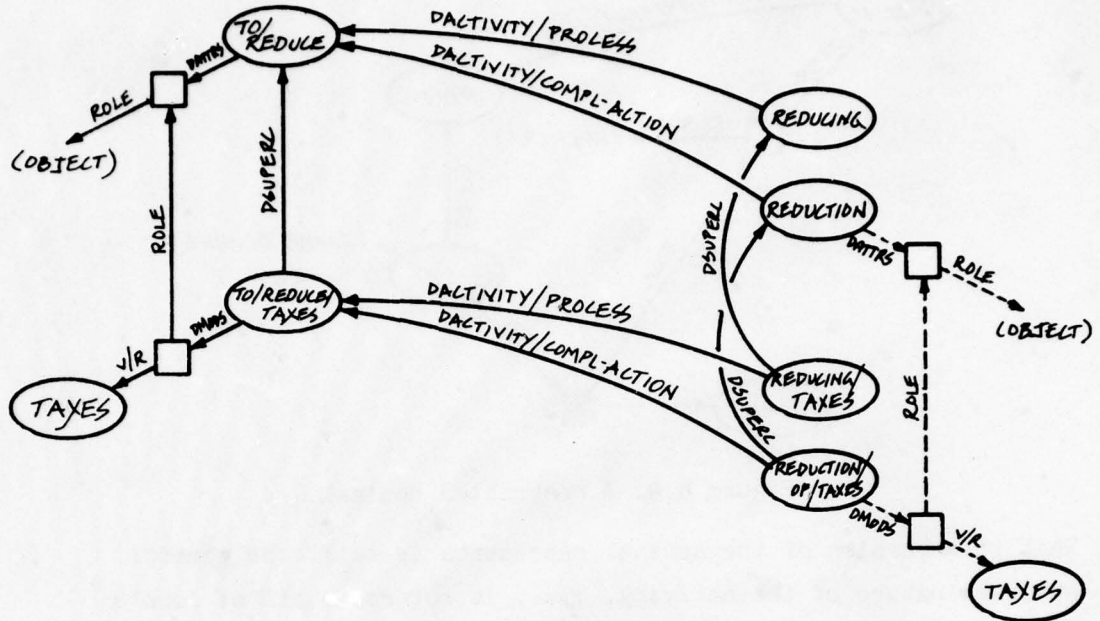 TO/
REDUCE
DATTRS
ROLE
(OBJECT)
DACTIVITY/PROCESS
DACTIVITY/COMPL-ACTION
REDUCING
REDUCTION
DATTRS
ROLE
(OBJECT)
DSUPERC
ROLE
DSUPERC
TO/REDUCE/
TAXES
DMODS
V/R
TAXES
DACTIVITY/PROCESS
DACTIVITY/COMPL-ACTION
REDUCING/
TAXES
DSUPERC
REDUCTION/
OF/TAXES
ROLE
DMODS
V/R
TAXES